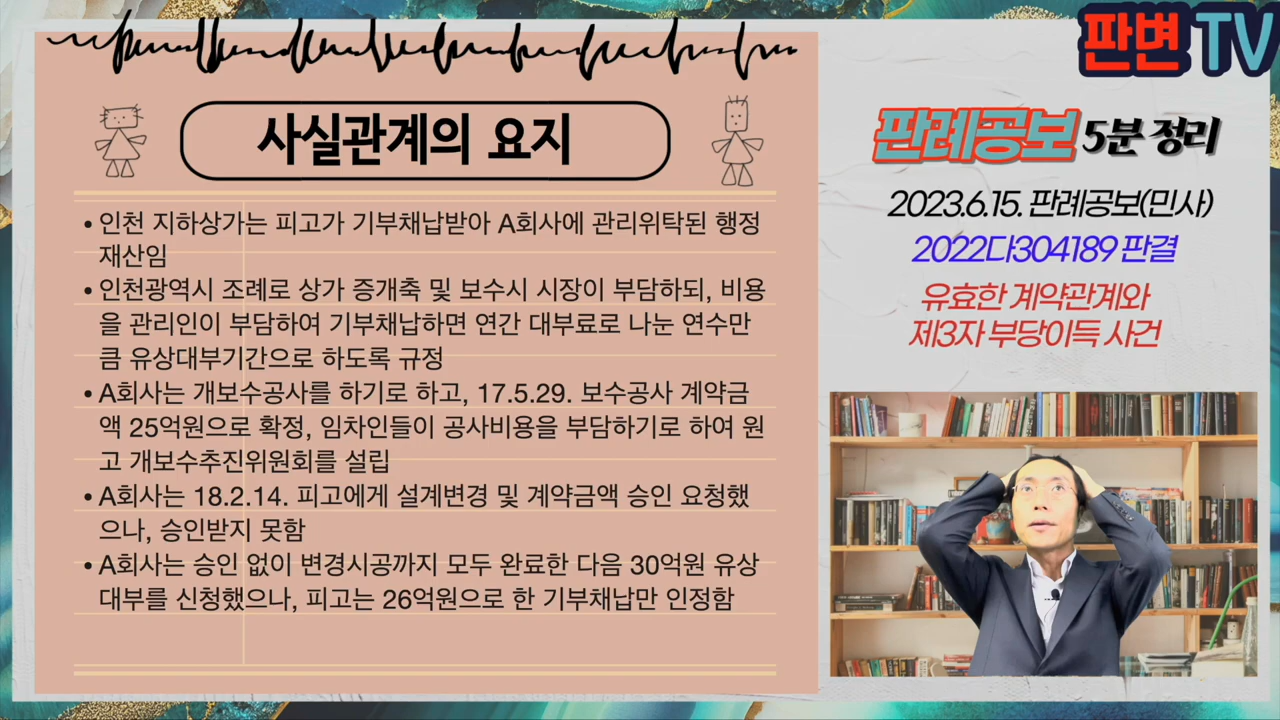 판변 TV
사실관계의 요지
• 인천 지하상가는 피고가 기부채납받아 A회사에 관리위탁된 행정
재산임
• 인천광역시 조례로 상가 증개축 및 보수시 시장이 부담하되, 비용
을 관리인이 부담하여 기부채납하면 연간 대부료로 나눈 연수만
큼 유상대부기간으로 하도록 규정
• A회사는 개보수공사를 하기로 하고, 17.5.29. 보수공사 계약금
액 25억원으로 확정, 임차인들이 공사비용을 부담하기로 하여 원
고 개보수추진위원회를 설립
• A회사는 18.2.14. 피고에게 설계변경 및 계약금액 승인 요청했
으나, 승인받지 못함
• A회사는 승인 없이 변경시공까지 모두 완료한 다음 30억원 유상
대부를 신청했으나, 피고는 26억원으로 한 기부채납만 인정함
판례공보 5분 정리
2023.6.15. 판례공보(민사)
2022다304189 판결
유효한 계약관계와
제3자 부당이득 사건